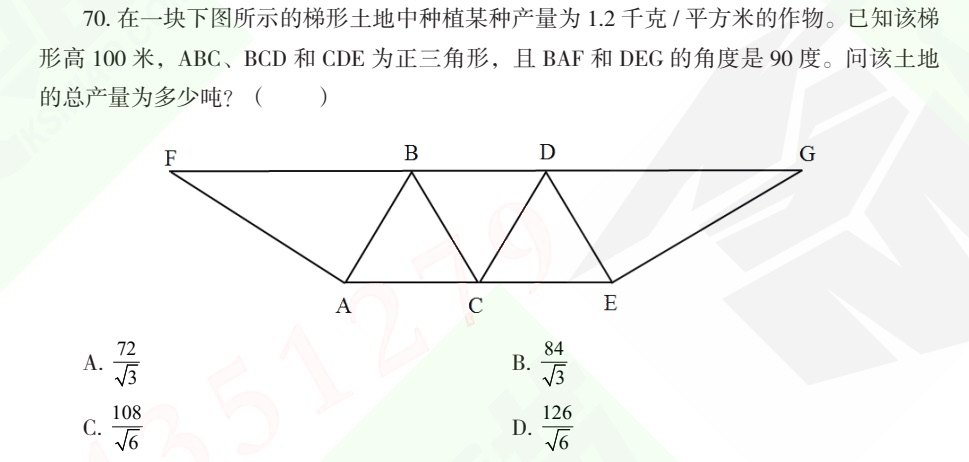 70. 在一块下图所示的梯形土地中种植某种产量为 1.2 千克 / 平方米的作物。已知该梯
形高 100 米，ABC、BCD 和 CDE 为正三角形，且 BAF 和 DEG 的角度是 90 度。问该土地
的总产量为多少吨？（　　）
F B D G
A C E
A. 72/√3 B. 84/√3
C. 108/√6 D. 126/√6